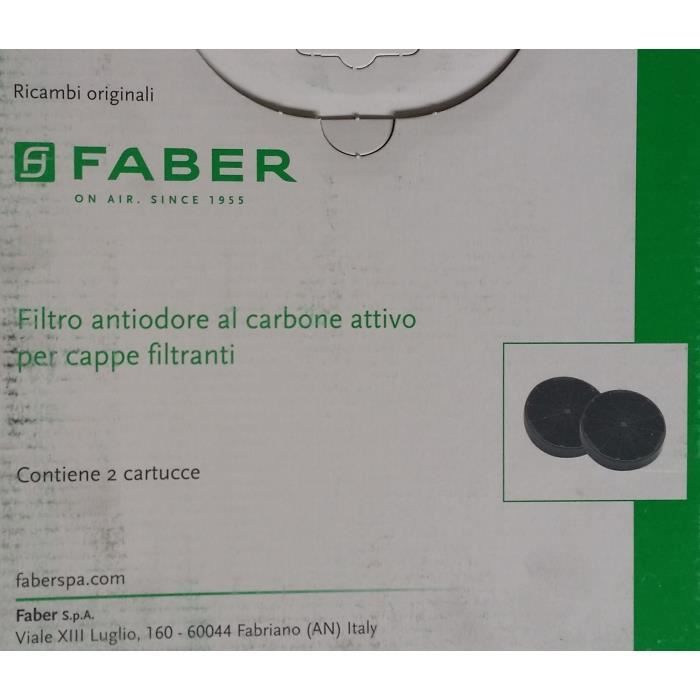 Ricambi originali
FABER
ON AIR. SINCE 1955
Filtro antiodore al carbone attivo
per cappe filtranti
Contiene 2 cartucce
faberspa.com
Faber S.p.A.
Viale XIII Luglio, 160 - 60044 Fabriano (AN) Italy